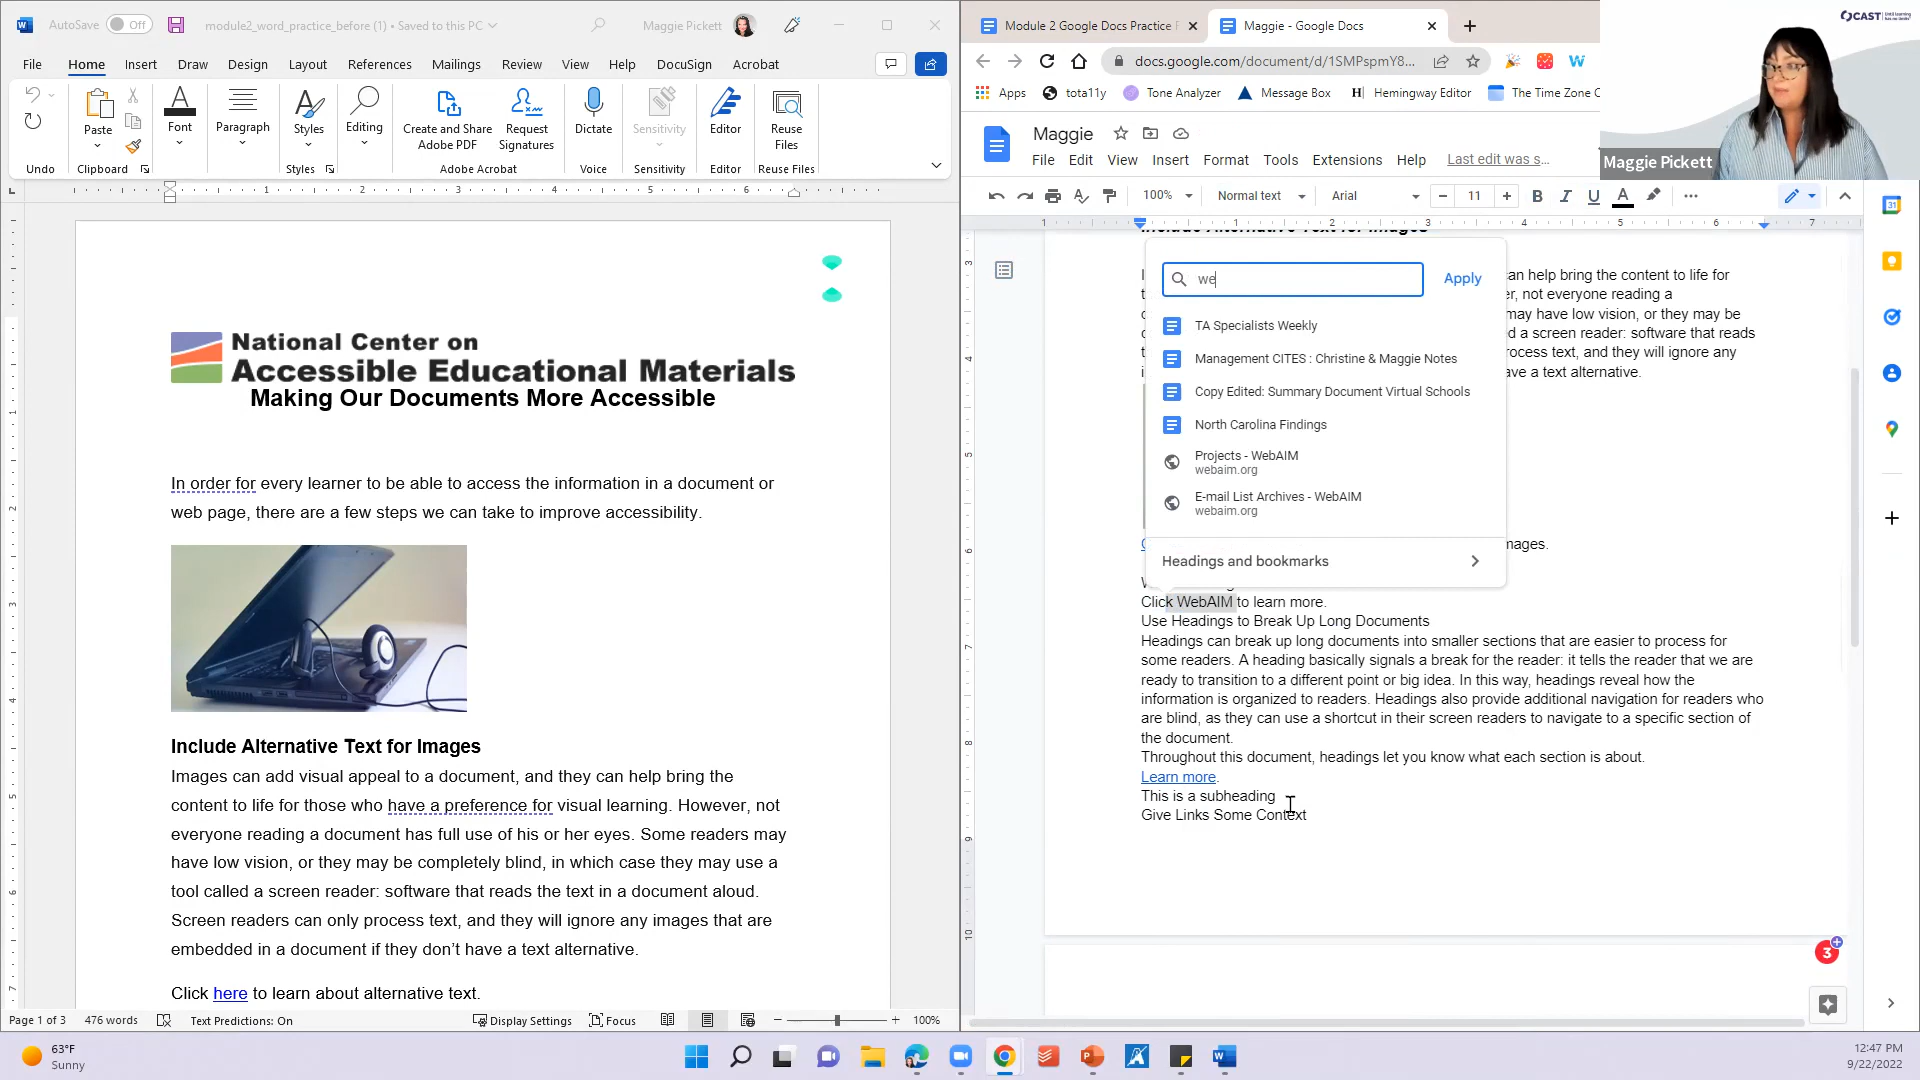 AutoSave
Off
module2_word_practice_before (1) • Saved to this PC
Maggie Pickett
File
Home
Insert
Draw
Design
Layout
References
Mailings
Review
View
Help
DocuSign
Acrobat
Paste
Font
Paragraph
Styles
Editing
Create and Share
Adobe PDF
Request
Signatures
Dictate
Sensitivity
Editor
Reuse
Files
Undo
Clipboard
Styles
Adobe Acrobat
Voice
Sensitivity
Editor
Reuse Files
National Center on
Accessible Educational Materials
Making Our Documents More Accessible
In order for every learner to be able to access the information in a document or
web page, there are a few steps we can take to improve accessibility.
Include Alternative Text for Images
Images can add visual appeal to a document, and they can help bring the
content to life for those who have a preference for visual learning. However, not
everyone reading a document has full use of his or her eyes. Some readers may
have low vision, or they may be completely blind, in which case they may use a
tool called a screen reader: software that reads the text in a document aloud.
Screen readers can only process text, and they will ignore any images that are
embedded in a document if they don’t have a text alternative.
Click here to learn about alternative text.
Page 1 of 3
476 words
Text Predictions: On
Display Settings
Focus
100%
Module 2 Google Docs Practice
Maggie - Google Docs
docs.google.com/document/d/1SMPspmY8...
Apps
tota11y
Tone Analyzer
Message Box
Hemingway Editor
The Time Zone C
Maggie
File
Edit
View
Insert
Format
Tools
Extensions
Help
Last edit was s...
100%
Normal text
Arial
11
Include Alternative Text for Images
an help bring the content to life for
not everyone reading a
may have low vision, or they may be
a screen reader: software that reads
process text, and they will ignore any
ave a text alternative.
we
Apply
TA Specialists Weekly
Management CITES : Christine & Maggie Notes
Copy Edited: Summary Document Virtual Schools
North Carolina Findings
Projects - WebAIM
webaim.org
E-mail List Archives - WebAIM
webaim.org
Headings and bookmarks
mages.
Click WebAIM to learn more.
Use Headings to Break Up Long Documents
Headings can break up long documents into smaller sections that are easier to process for
some readers. A heading basically signals a break for the reader: it tells the reader that we are
ready to transition to a different point or big idea. In this way, headings reveal how the
information is organized to readers. Headings also provide additional navigation for readers who
are blind, as they can use a shortcut in their screen readers to navigate to a specific section of
the document.
Throughout this document, headings let you know what each section is about.
Learn more.
This is a subheading
Give Links Some Context
3
CAST
Maggie Pickett
63°F
Sunny
12:47 PM
9/22/2022